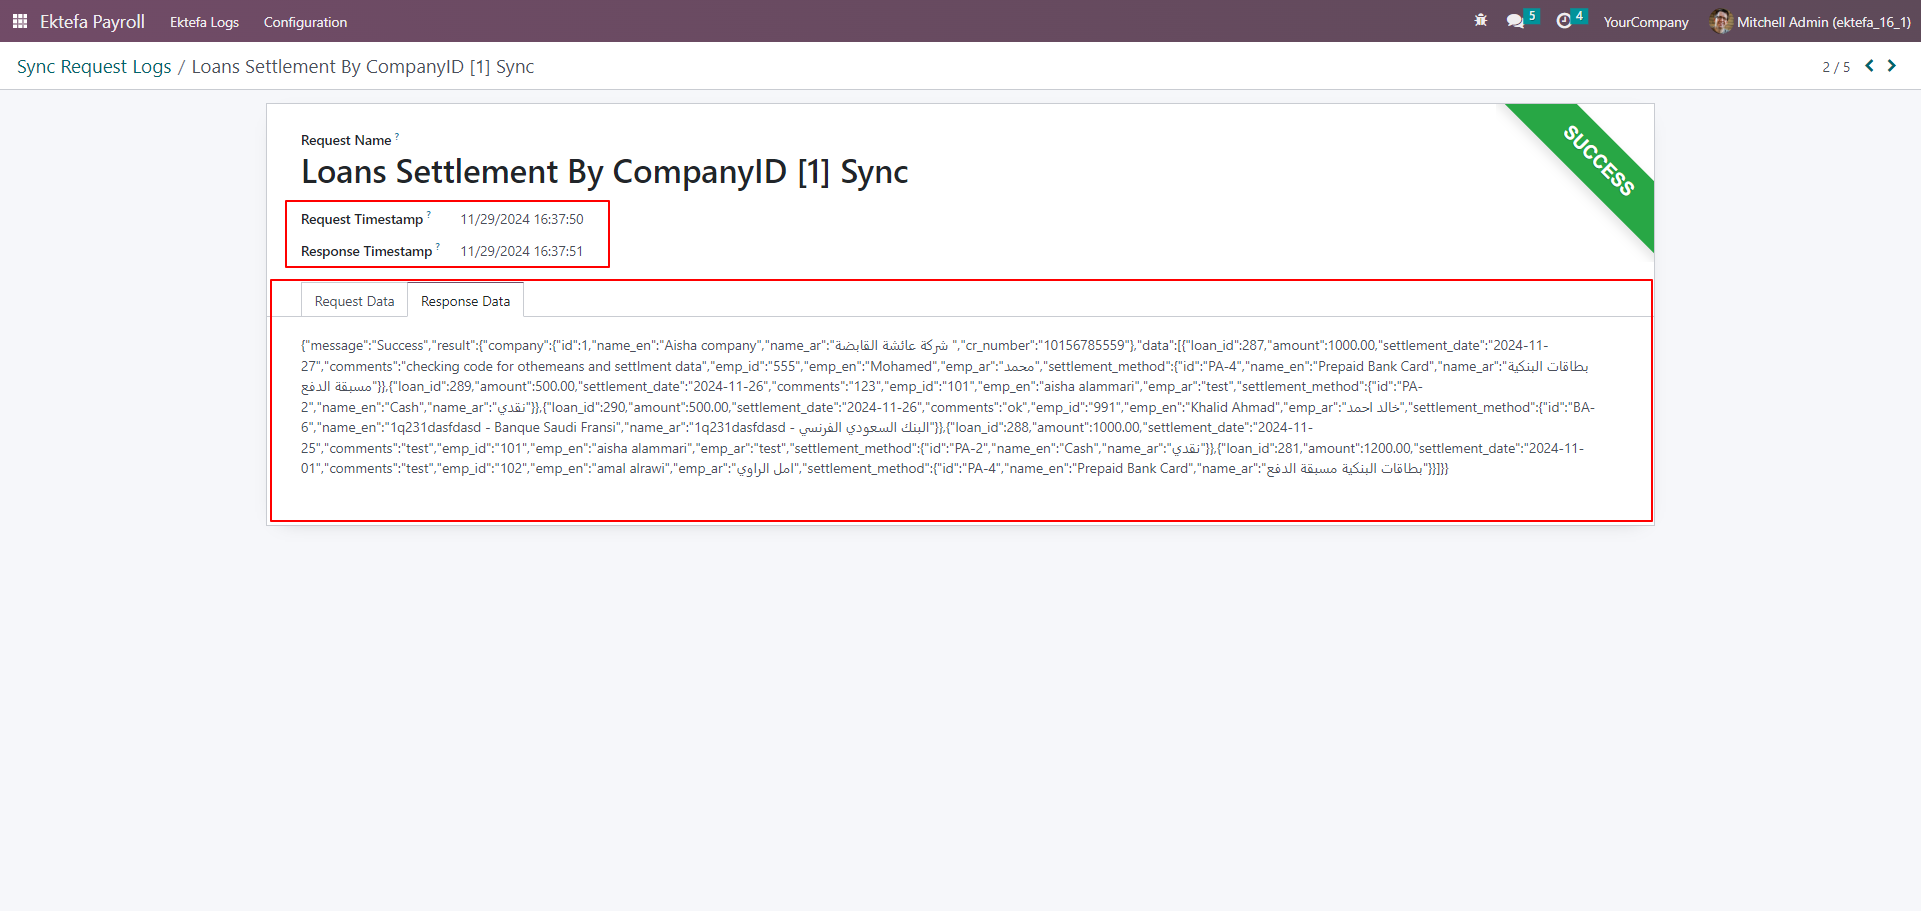 Ektefa Payroll Ektefa Logs Configuration 5 4 YourCompany Mitchell Admin (ektefa_16_1)
Sync Request Logs / Loans Settlement By CompanyID [1] Sync 2 / 5
SUCCESS
Request Name ?
Loans Settlement By CompanyID [1] Sync
Request Timestamp ? 11/29/2024 16:37:50
Response Timestamp ? 11/29/2024 16:37:51
Request Data Response Data
{"message":"Success","result":{"company":{"id":1,"name_en":"Aisha company","name_ar":"شركة عائشة القابضة ","cr_number":"10156785559"},"data":[{"loan_id":287,"amount":1000.00,"settlement_date":"2024-11-
27","comments":"checking code for othemeans and settlment data","emp_id":"555","emp_en":"Mohamed","emp_ar":"محمد","settlement_method":{"id":"PA-4","name_en":"Prepaid Bank Card","name_ar":"بطاقات البنكية
مسبقة الدفع"}},{"loan_id":289,"amount":500.00,"settlement_date":"2024-11-26","comments":"123","emp_id":"101","emp_en":"aisha alammari","emp_ar":"test","settlement_method":{"id":"PA-
2","name_en":"Cash","name_ar":"نقدي"}},{"loan_id":290,"amount":500.00,"settlement_date":"2024-11-26","comments":"ok","emp_id":"991","emp_en":"Khalid Ahmad","emp_ar":"خالد احمد","settlement_method":{"id":"BA-
6","name_en":"1q231dasfdasd - Banque Saudi Fransi","name_ar":"1q231dasfdasd - البنك السعودي الفرنسي"}},{"loan_id":288,"amount":1000.00,"settlement_date":"2024-11-
25","comments":"test","emp_id":"101","emp_en":"aisha alammari","emp_ar":"test","settlement_method":{"id":"PA-2","name_en":"Cash","name_ar":"نقدي"}},{"loan_id":281,"amount":1200.00,"settlement_date":"2024-11-
01","comments":"test","emp_id":"102","emp_en":"amal alrawi","emp_ar":"امل الراوي","settlement_method":{"id":"PA-4","name_en":"Prepaid Bank Card","name_ar":"بطاقات البنكية مسبقة الدفع"}}]}}